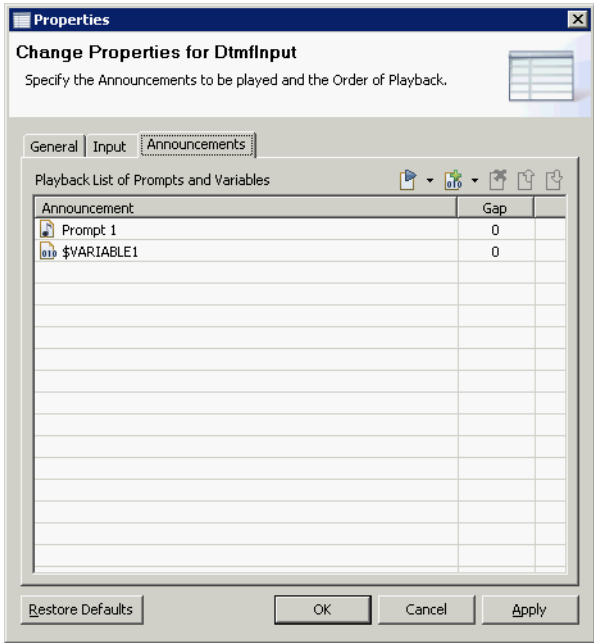 Properties
Change Properties for DtmfInput
Specify the Announcements to be played and the Order of Playback.
General Input Announcements
Playback List of Prompts and Variables
Announcement Gap
Prompt 1 0
$VARIABLE1 0
Restore Defaults OK Cancel Apply